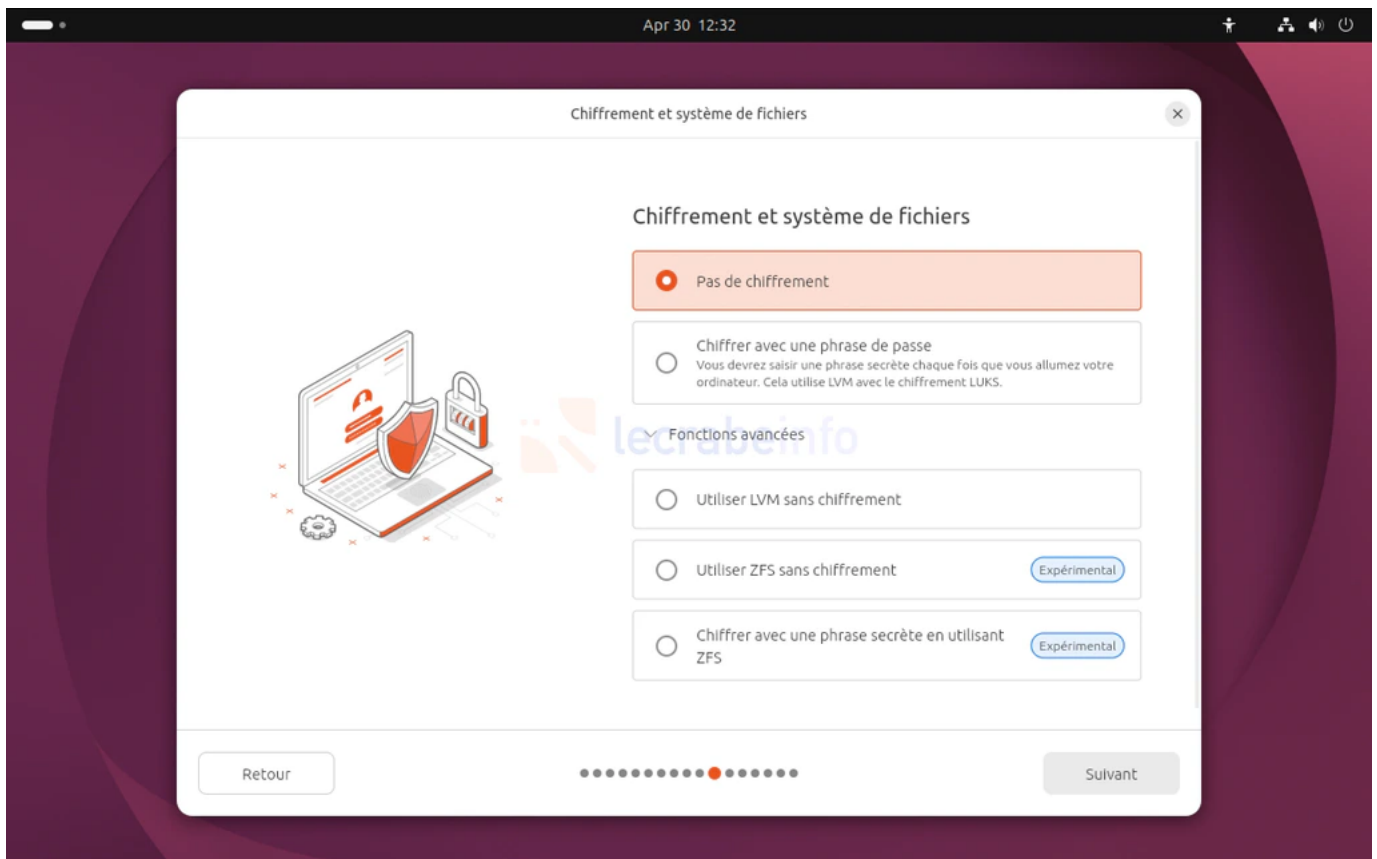 Apr 30 12:32
Chiffrement et système de fichiers
Chiffrement et système de fichiers
Pas de chiffrement
Chiffrer avec une phrase de passe
Vous devrez saisir une phrase secrète chaque fois que vous allumez votre
ordinateur. Cela utilise LVM avec le chiffrement LUKS.
lecrabeinfo
Fonctions avancées
Utiliser LVM sans chiffrement
Utiliser ZFS sans chiffrement
Expérimental
Chiffrer avec une phrase secrète en utilisant
ZFS
Expérimental
Retour
Suivant